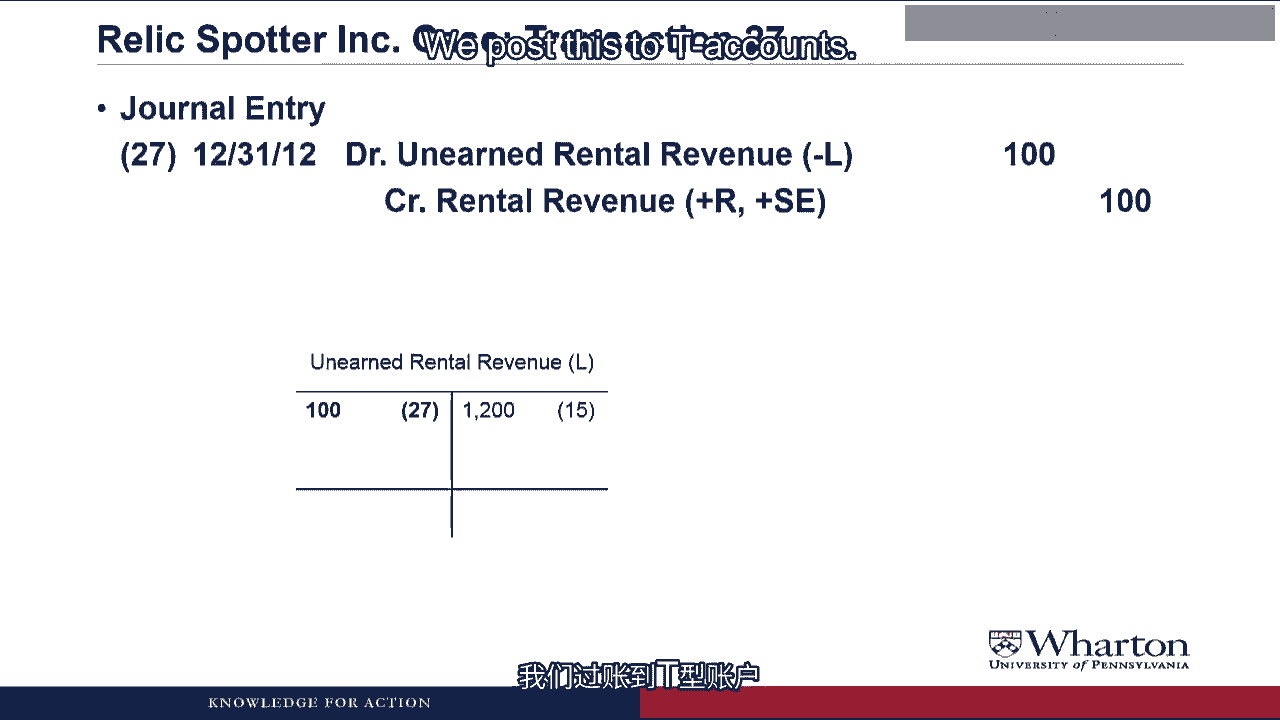 Relic Spotter Inc. Case: Transaction 27
We post this to T-accounts.
• Journal Entry
(27) 12/31/12 Dr. Unearned Rental Revenue (-L) 100
Cr. Rental Revenue (+R, +SE) 100
Unearned Rental Revenue (L)
100 (27) 1,200 (15)
Wharton
UNIVERSITY of PENNSYLVANIA
我们过账到T型账户
KNOWLEDGE FOR ACTION